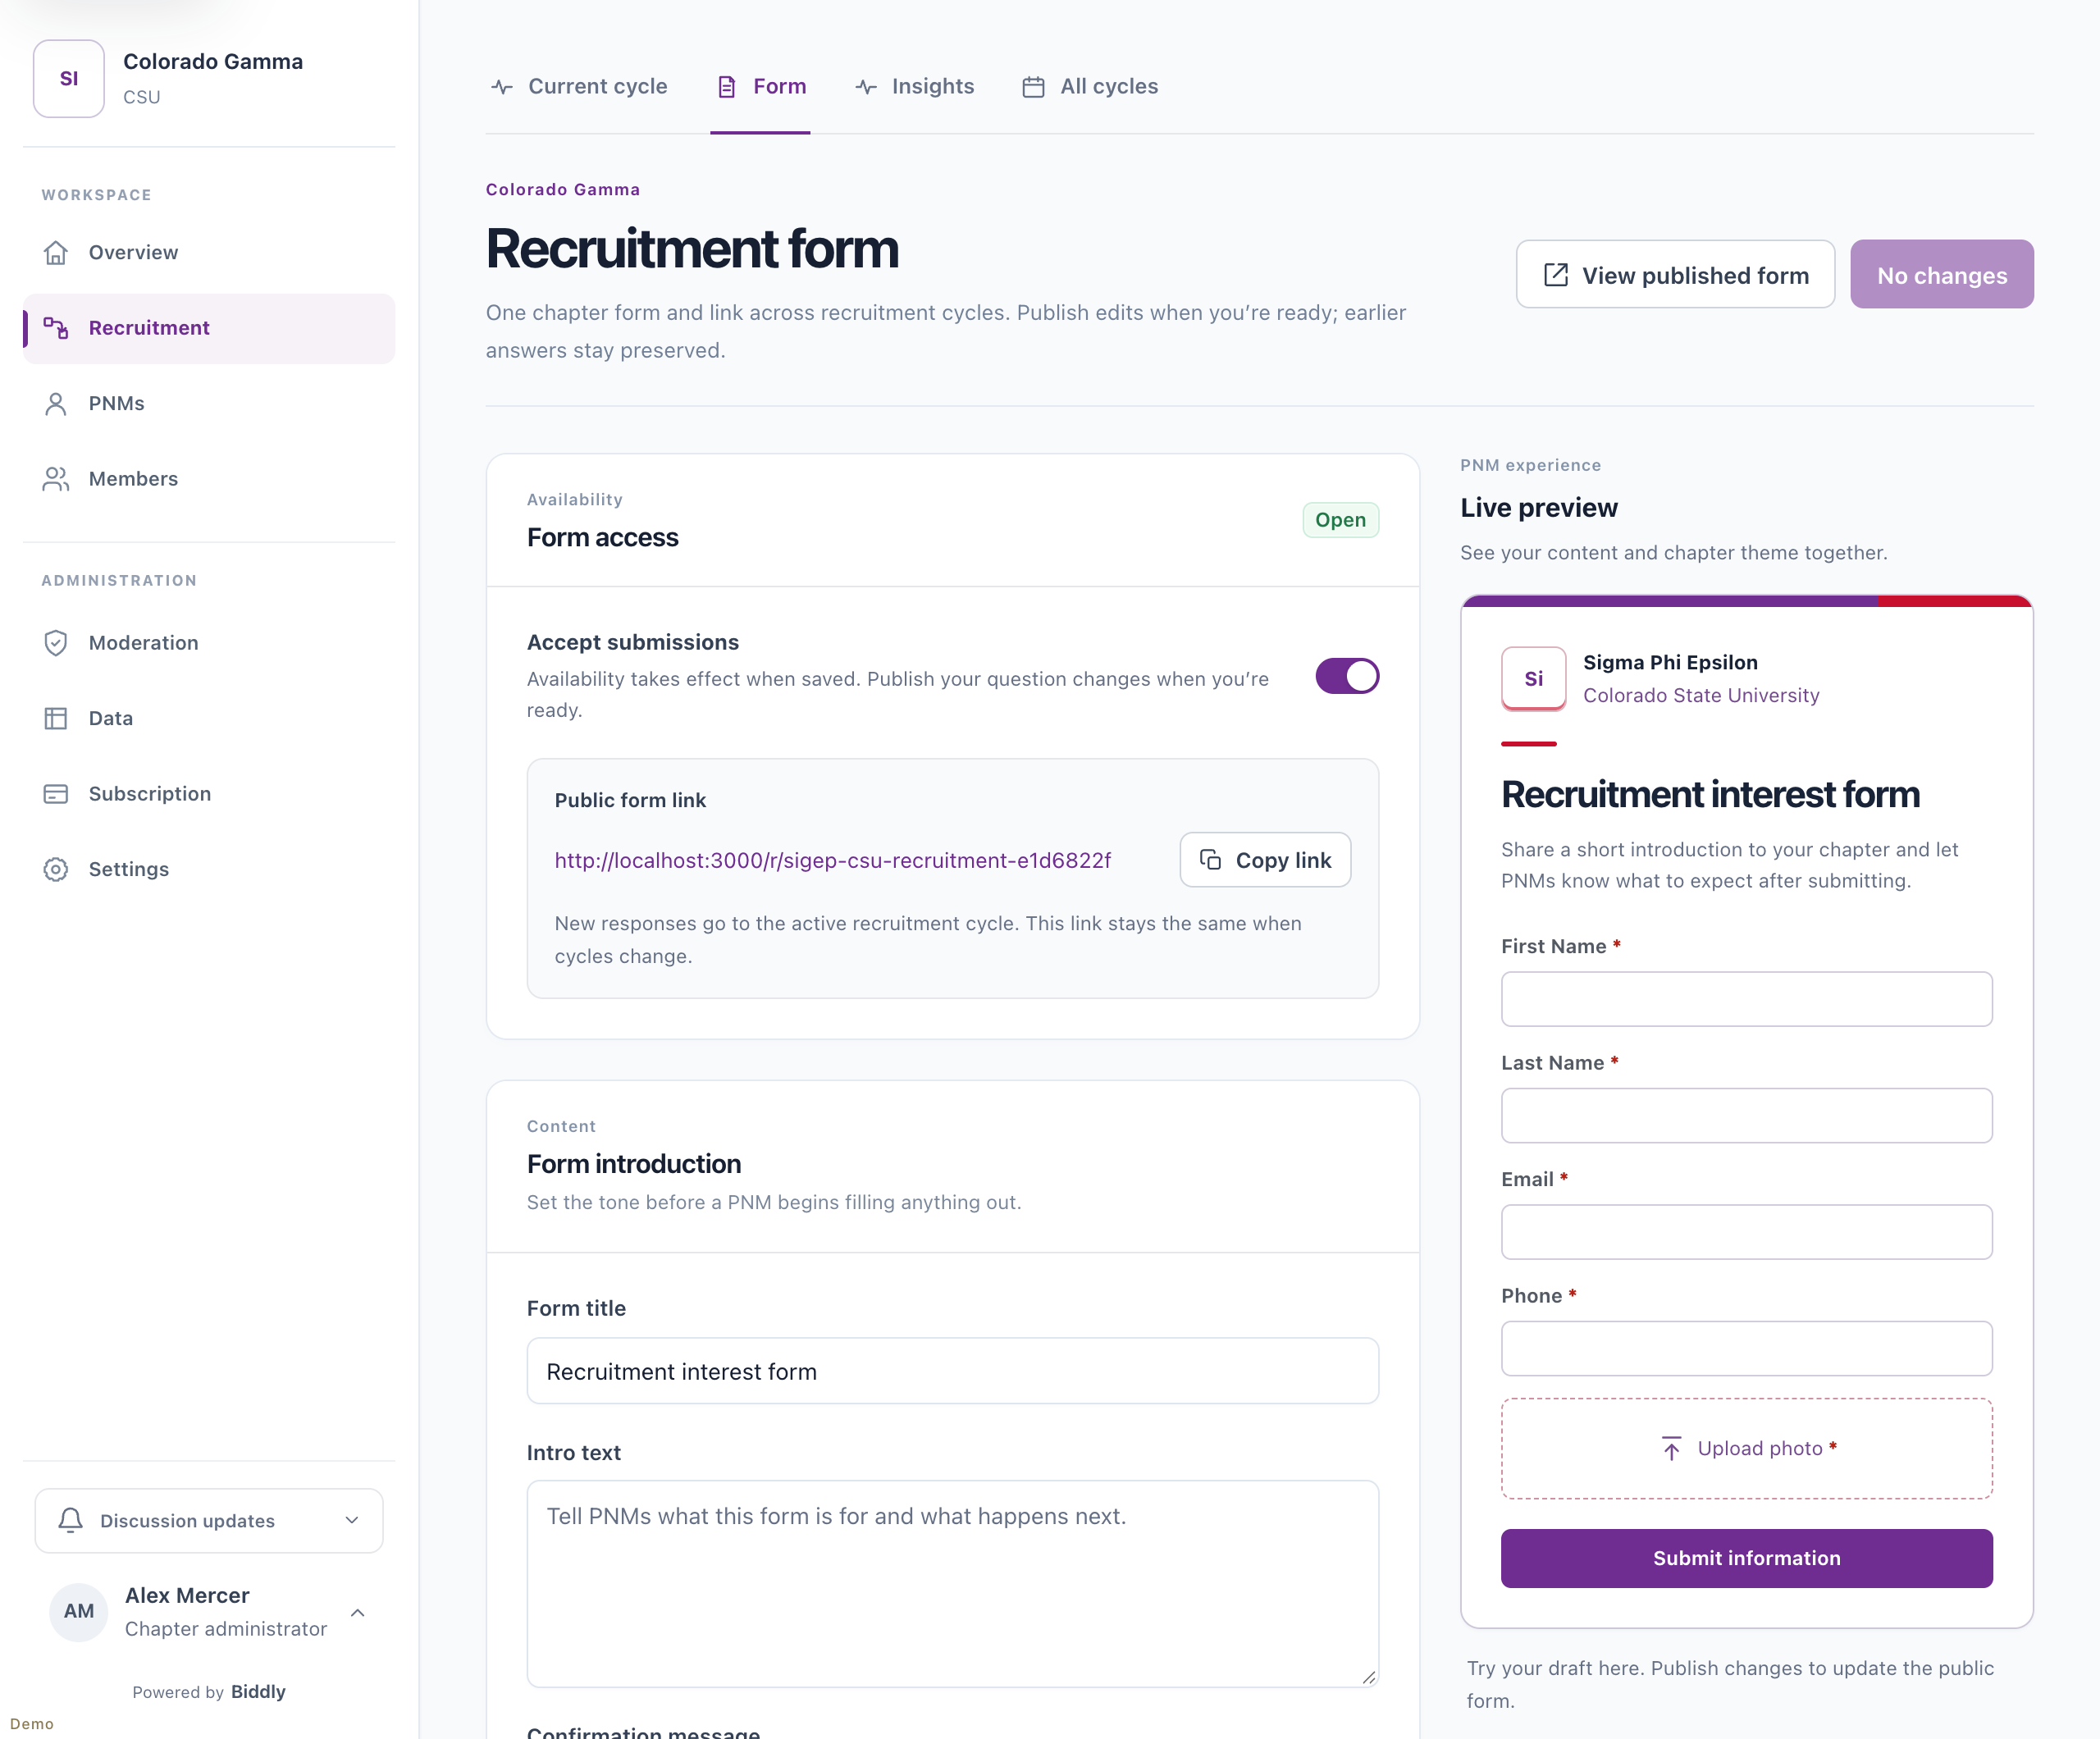 SI
Colorado Gamma
CSU
WORKSPACE
Overview
Recruitment
PNMs
Members
ADMINISTRATION
Moderation
Data
Subscription
Settings
Discussion updates
AM
Alex Mercer
Chapter administrator
Powered by Biddly
Demo
Current cycle
Form
Insights
All cycles
Colorado Gamma
Recruitment form
One chapter form and link across recruitment cycles. Publish edits when you’re ready; earlier
answers stay preserved.
View published form
No changes
Availability
Form access
Open
Accept submissions
Availability takes effect when saved. Publish your question changes when you’re
ready.
Public form link
http://localhost:3000/r/sigep-csu-recruitment-e1d6822f
Copy link
New responses go to the active recruitment cycle. This link stays the same when
cycles change.
Content
Form introduction
Set the tone before a PNM begins filling anything out.
Form title
Recruitment interest form
Intro text
Tell PNMs what this form is for and what happens next.
Confirmation message
PNM experience
Live preview
See your content and chapter theme together.
Si
Sigma Phi Epsilon
Colorado State University
Recruitment interest form
Share a short introduction to your chapter and let
PNMs know what to expect after submitting.
First Name *
Last Name *
Email *
Phone *
Upload photo *
Submit information
Try your draft here. Publish changes to update the public
form.